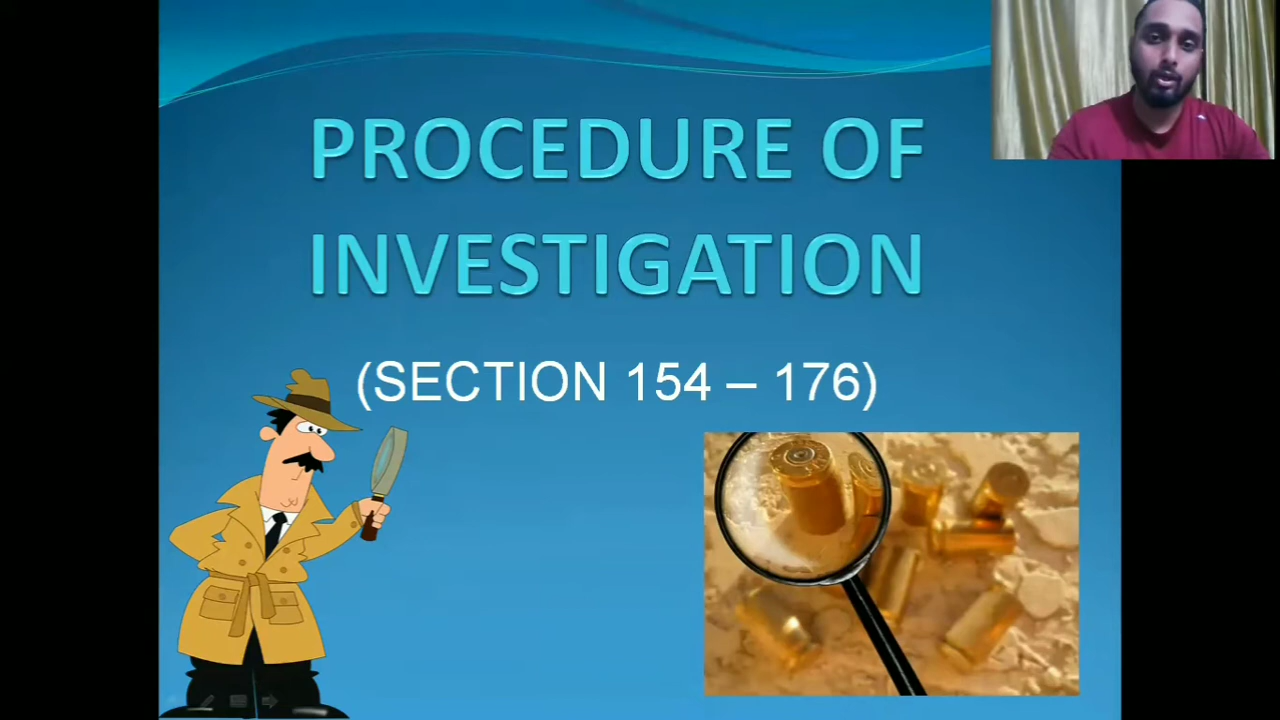 PROCEDURE OF
INVESTIGATION
(SECTION 154 – 176)